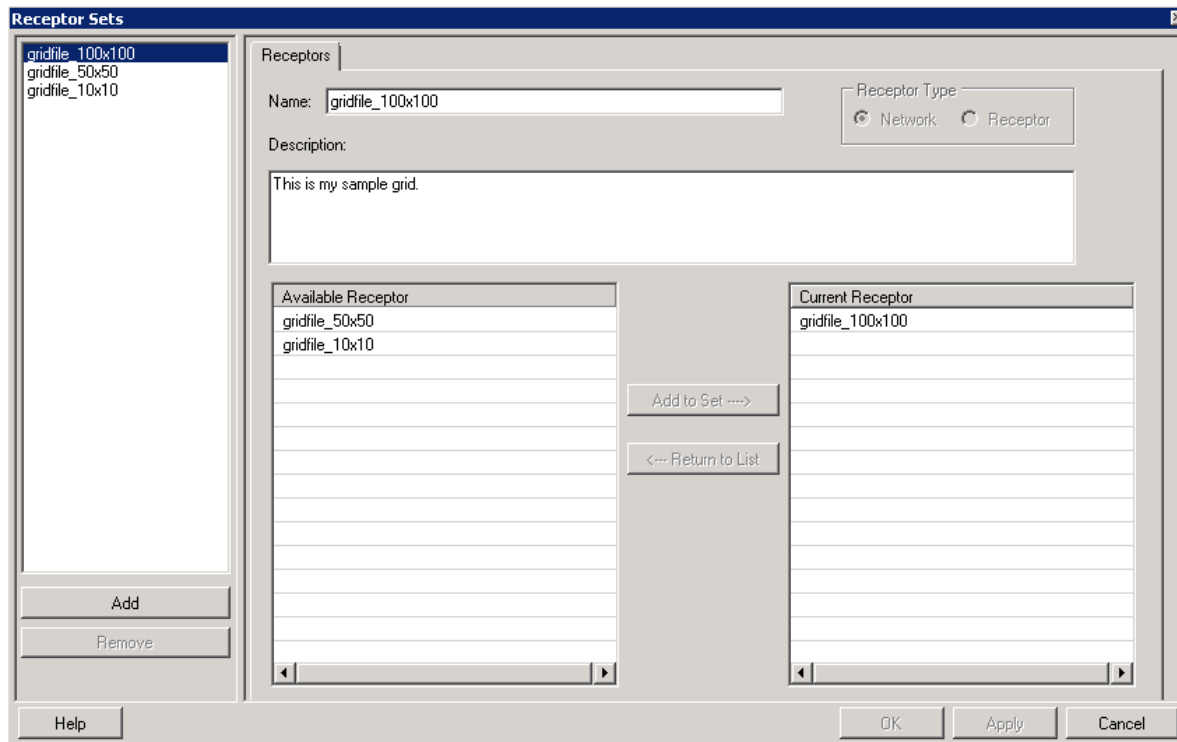 Receptor Sets
gridfile_100x100
gridfile_50x50
gridfile_10x10
Add
Remove
Receptors
Name: gridfile_100x100
Receptor Type
Network Receptor
Description:
This is my sample grid.
Available Receptor
gridfile_50x50
gridfile_10x10
Add to Set ---->
<--- Return to List
Current Receptor
gridfile_100x100
Help OK Apply Cancel